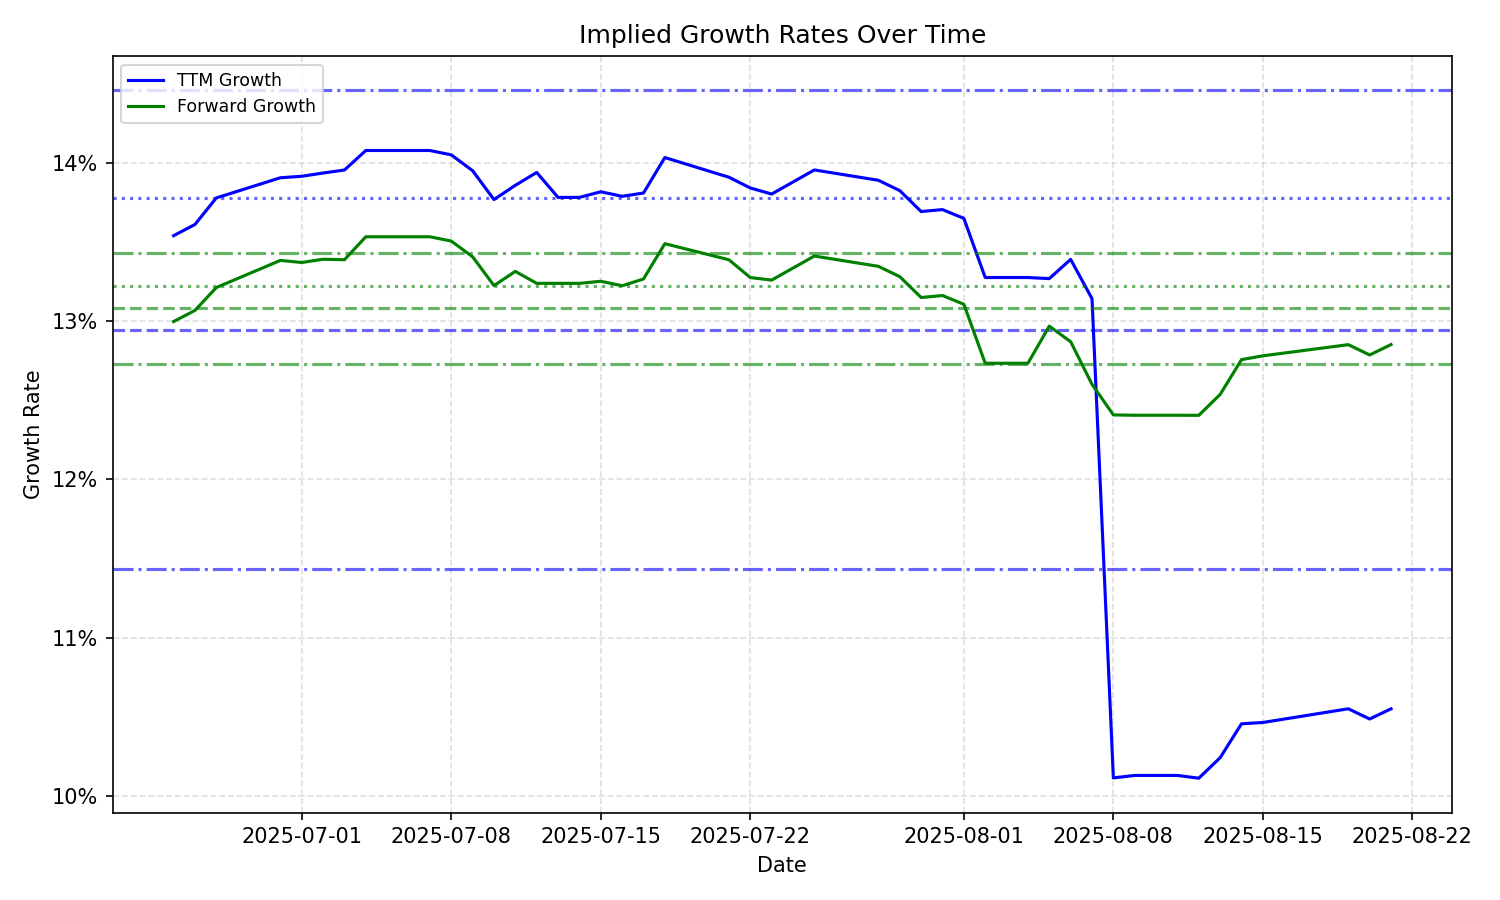 Implied Growth Rates Over Time
TTM Growth
Forward Growth
14%
13%
12%
11%
10%
Growth Rate
2025-07-01
2025-07-08
2025-07-15
2025-07-22
2025-08-01
2025-08-08
2025-08-15
2025-08-22
Date